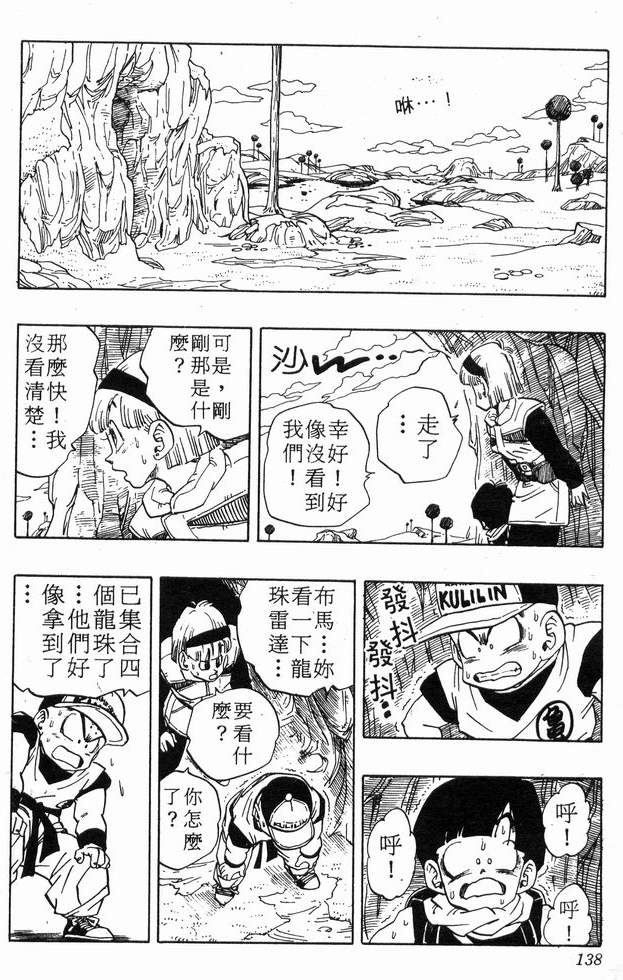 咻…！
沙…
走了
…
幸好！好
像沒看到
我們！
可是，剛
剛那是什
麼？
那麼快！我
沒看清楚
…
KULILIN
發抖
發抖…
龜
呼！
呼！
呼！
布馬…妳
看一下龍
珠雷達…
要看什
麼？
你怎麼
了？
已集合四
個龍珠了
…他們好
像拿到了
…
138